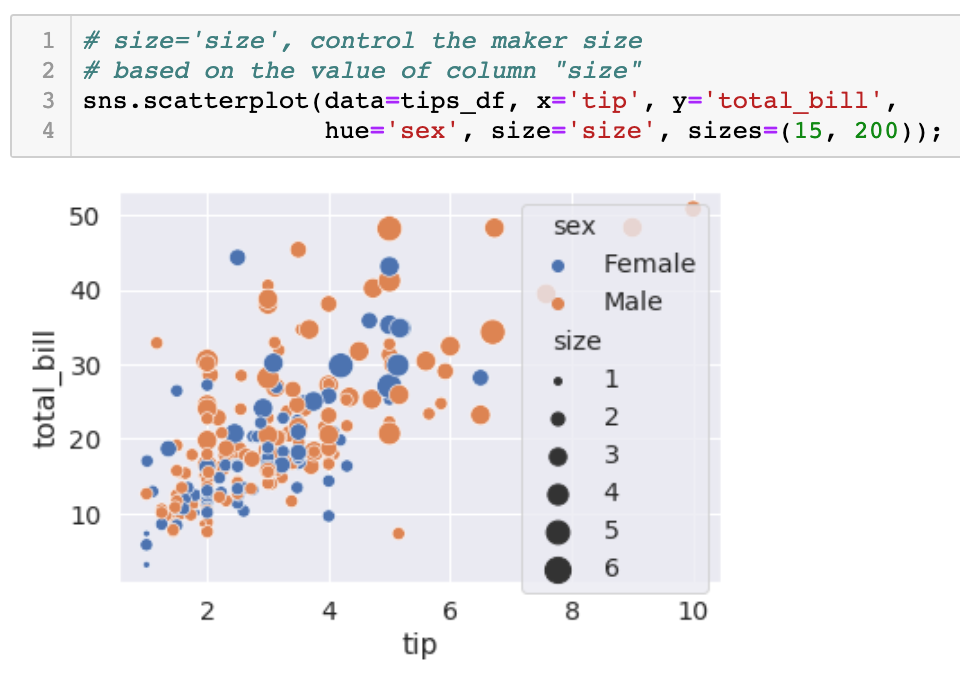 1 # size='size', control the maker size
2 # based on the value of column "size"
3 sns.scatterplot(data=tips_df, x='tip', y='total_bill',
4 hue='sex', size='size', sizes=(15, 200));
50
40
30
20
10
total_bill
sex
Female
Male
size
1
2
3
4
5
6
2 4 6 8 10
tip